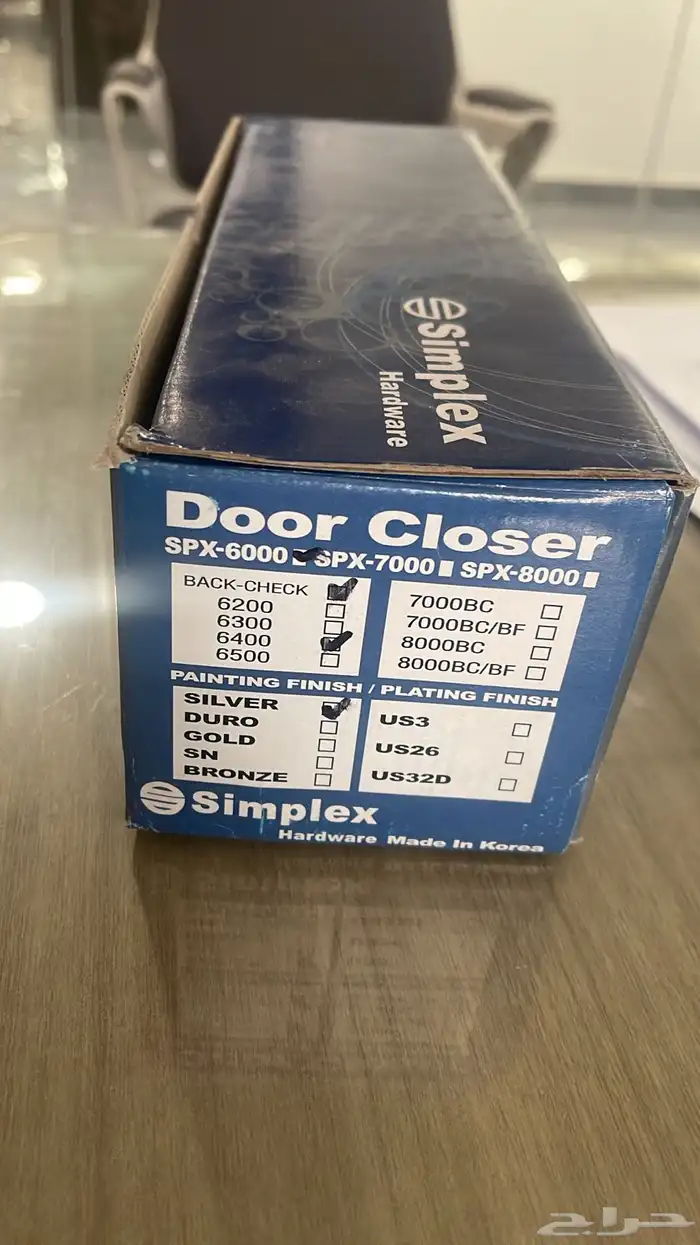 Simplex
Hardware
Door Closer
SPX-6000 SPX-7000 SPX-8000
BACK-CHECK
6200
6300
6400
6500
7000BC
7000BC/BF
8000BC
8000BC/BF
PAINTING FINISH / PLATING FINISH
SILVER
DURO
GOLD
SN
BRONZE
US3
US26
US32D
Simplex
Hardware Made In Korea
حراج